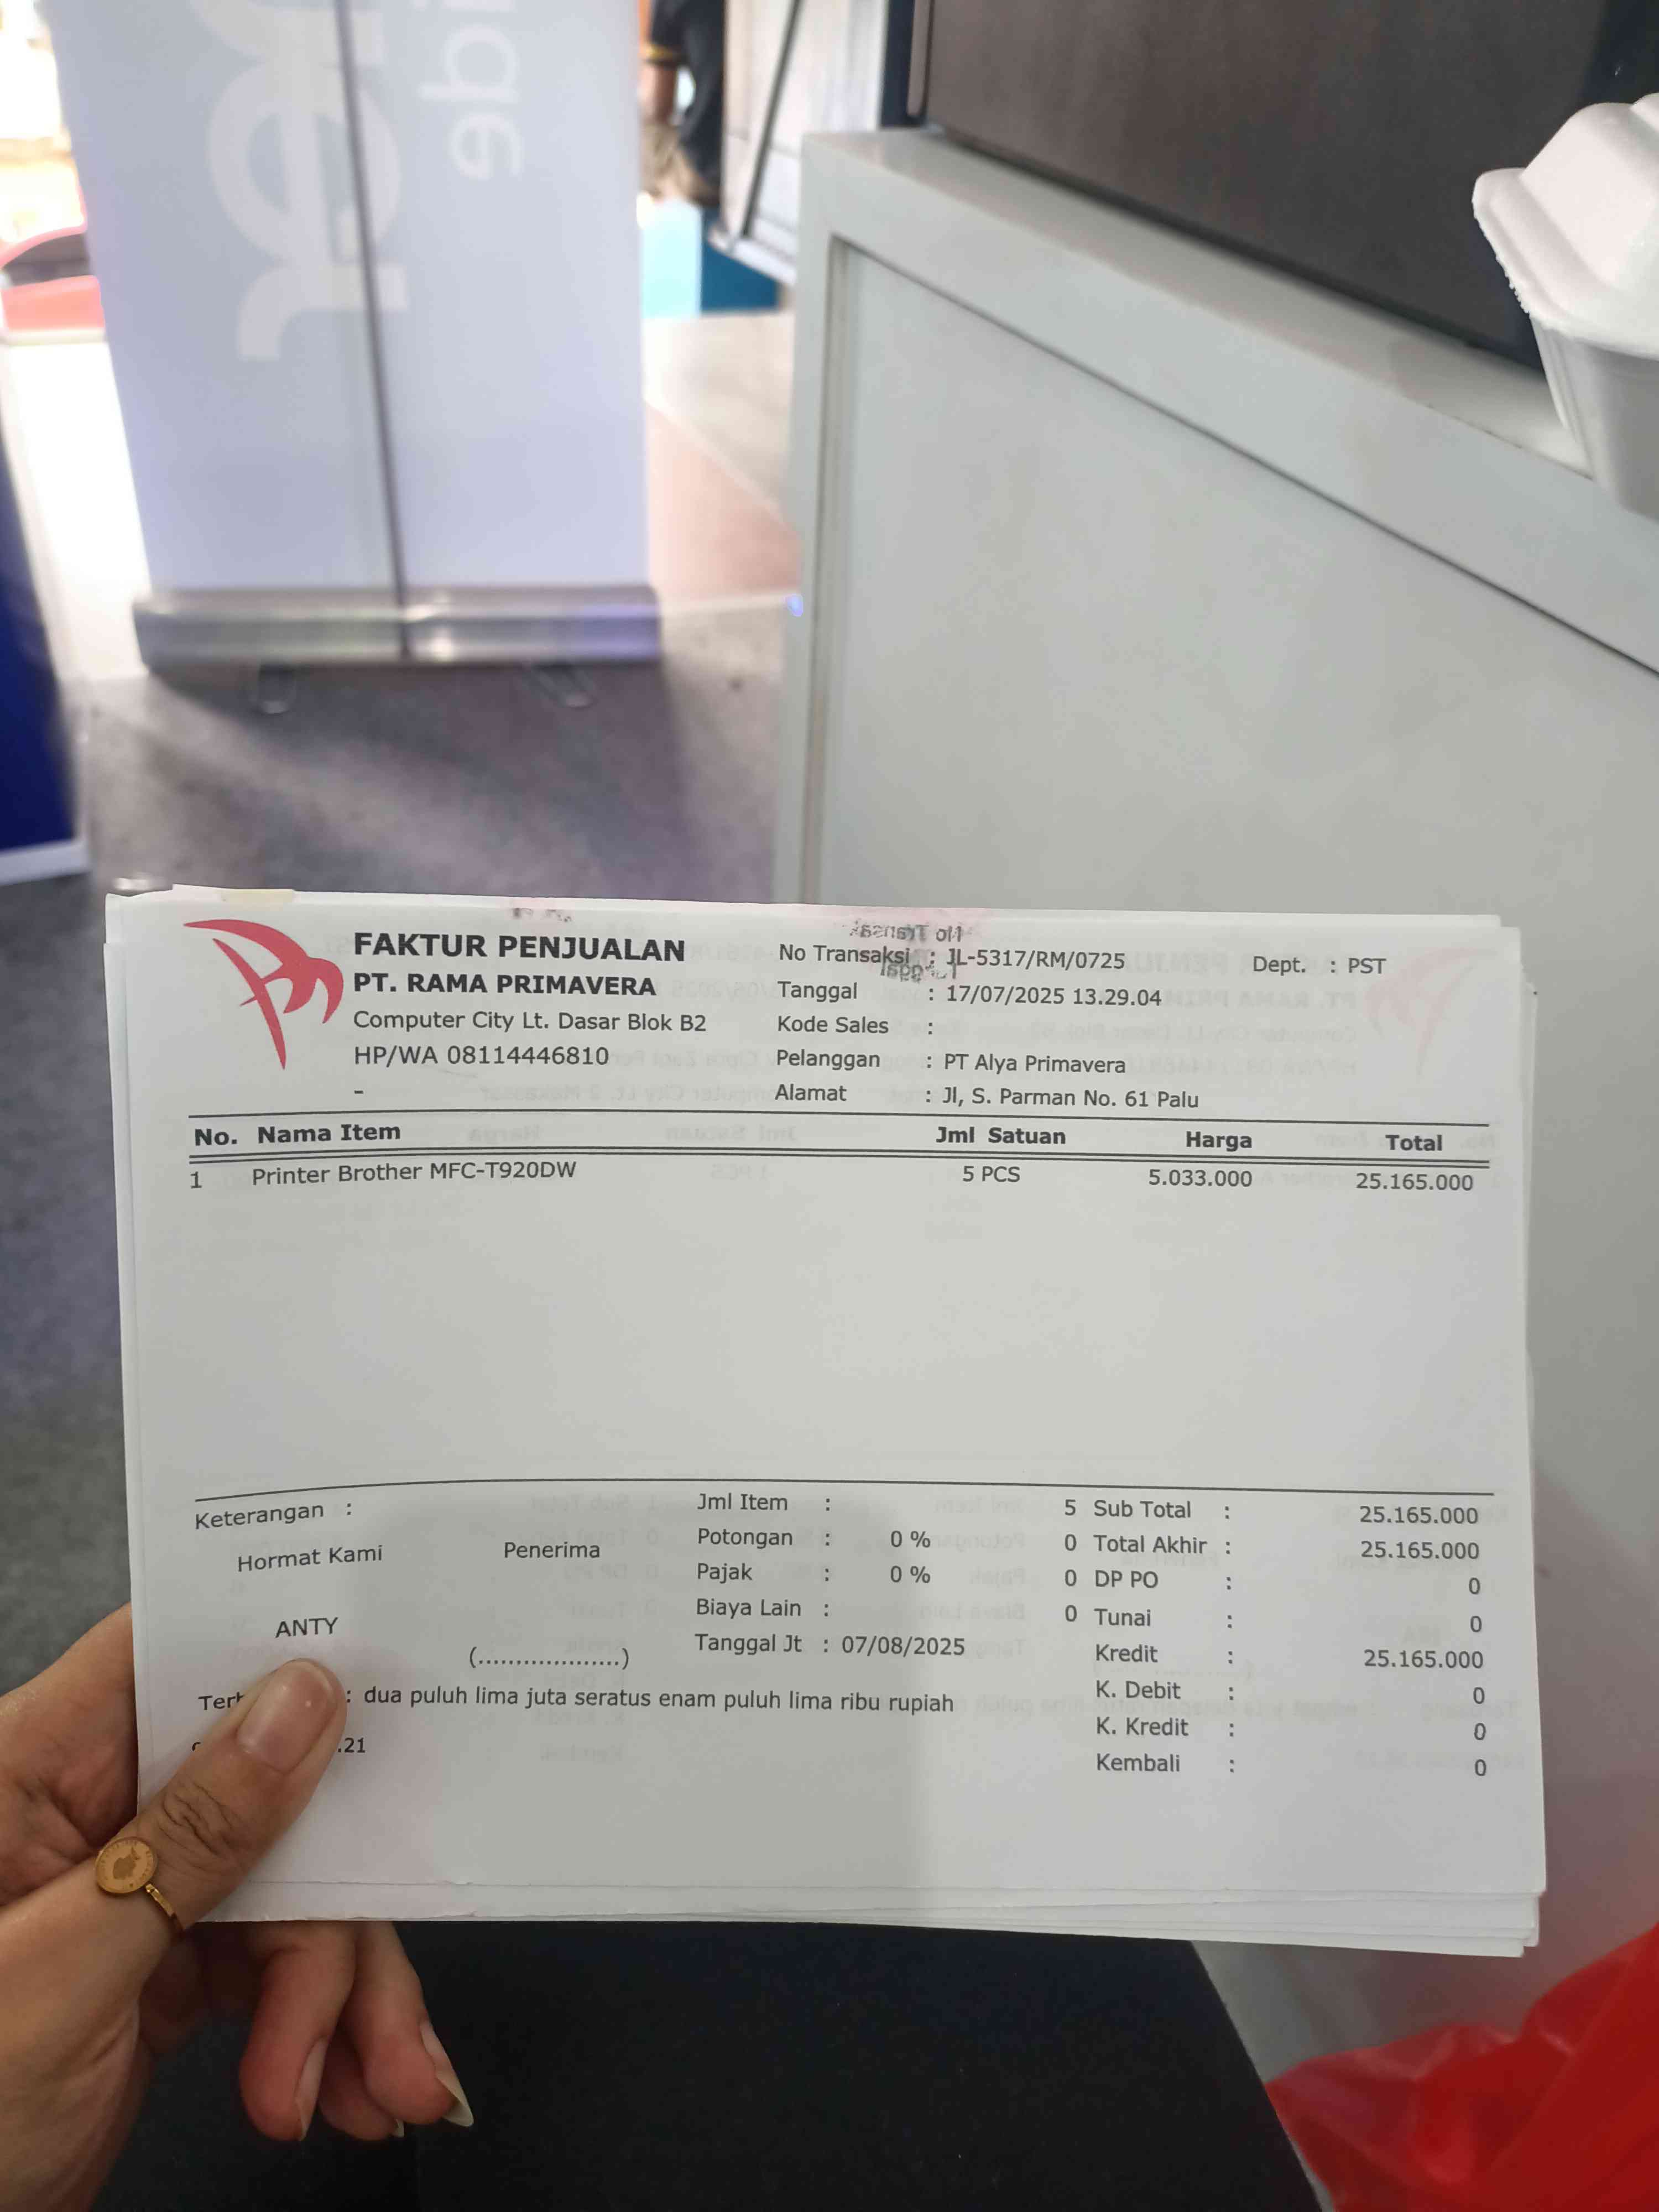 FAKTUR PENJUALAN
PT. RAMA PRIMAVERA
Computer City Lt. Dasar Blok B2
HP/WA 08114446810
-
No Transaksi : JL-5317/RM/0725 Dept. : PST
Tanggal : 17/07/2025 13.29.04
Kode Sales :
Pelanggan : PT Alya Primavera
Alamat : Jl, S. Parman No. 61 Palu
No. Nama Item Jml Satuan Harga Total
1 Printer Brother MFC-T920DW 5 PCS 5.033.000 25.165.000
Keterangan :
Hormat Kami Penerima
ANTY (...................)
Jml Item : 5
Potongan : 0 % 0
Pajak : 0 % 0
Biaya Lain : 0
Tanggal Jt : 07/08/2025
Sub Total : 25.165.000
Total Akhir : 25.165.000
DP PO : 0
Tunai : 0
Kredit : 25.165.000
K. Debit : 0
K. Kredit : 0
Kembali : 0
: dua puluh lima juta seratus enam puluh lima ribu rupiah
.21